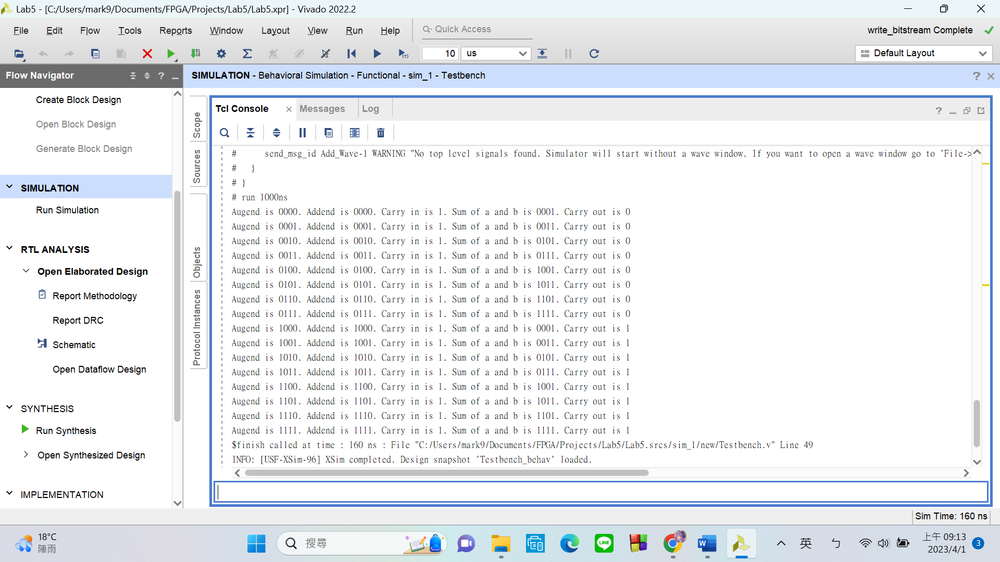 Lab5 - [C:/Users/mark9/Documents/FPGA/Projects/Lab5/Lab5.xpr] - Vivado 2022.2
File Edit Flow Tools Reports Window Layout View Run Help Quick Access write_bitstream Complete
10 us Default Layout
Flow Navigator
SIMULATION - Behavioral Simulation - Functional - sim_1 - Testbench
Create Block Design
Open Block Design
Generate Block Design
SIMULATION
Run Simulation
RTL ANALYSIS
Open Elaborated Design
Report Methodology
Report DRC
Schematic
Open Dataflow Design
SYNTHESIS
Run Synthesis
Open Synthesized Design
IMPLEMENTATION
Scope
Sources
Objects
Protocol Instances
Tcl Console Messages Log
# send_msg_id Add_Wave-1 WARNING "No top level signals found. Simulator will start without a wave window. If you want to open a wave window go to 'File->
# }
# }
# run 1000ns
Augend is 0000. Addend is 0000. Carry in is 1. Sum of a and b is 0001. Carry out is 0
Augend is 0001. Addend is 0001. Carry in is 1. Sum of a and b is 0011. Carry out is 0
Augend is 0010. Addend is 0010. Carry in is 1. Sum of a and b is 0101. Carry out is 0
Augend is 0011. Addend is 0011. Carry in is 1. Sum of a and b is 0111. Carry out is 0
Augend is 0100. Addend is 0100. Carry in is 1. Sum of a and b is 1001. Carry out is 0
Augend is 0101. Addend is 0101. Carry in is 1. Sum of a and b is 1011. Carry out is 0
Augend is 0110. Addend is 0110. Carry in is 1. Sum of a and b is 1101. Carry out is 0
Augend is 0111. Addend is 0111. Carry in is 1. Sum of a and b is 1111. Carry out is 0
Augend is 1000. Addend is 1000. Carry in is 1. Sum of a and b is 0001. Carry out is 1
Augend is 1001. Addend is 1001. Carry in is 1. Sum of a and b is 0011. Carry out is 1
Augend is 1010. Addend is 1010. Carry in is 1. Sum of a and b is 0101. Carry out is 1
Augend is 1011. Addend is 1011. Carry in is 1. Sum of a and b is 0111. Carry out is 1
Augend is 1100. Addend is 1100. Carry in is 1. Sum of a and b is 1001. Carry out is 1
Augend is 1101. Addend is 1101. Carry in is 1. Sum of a and b is 1011. Carry out is 1
Augend is 1110. Addend is 1110. Carry in is 1. Sum of a and b is 1101. Carry out is 1
Augend is 1111. Addend is 1111. Carry in is 1. Sum of a and b is 1111. Carry out is 1
$finish called at time : 160 ns : File "C:/Users/mark9/Documents/FPGA/Projects/Lab5/Lab5.srcs/sim_1/new/Testbench.v" Line 49
INFO: [USF-XSim-96] XSim completed. Design snapshot 'Testbench_behav' loaded.
Sim Time: 160 ns
18°C
陣雨
搜尋
LINE
W
英
ㄅ
上午 09:13
2023/4/1
3